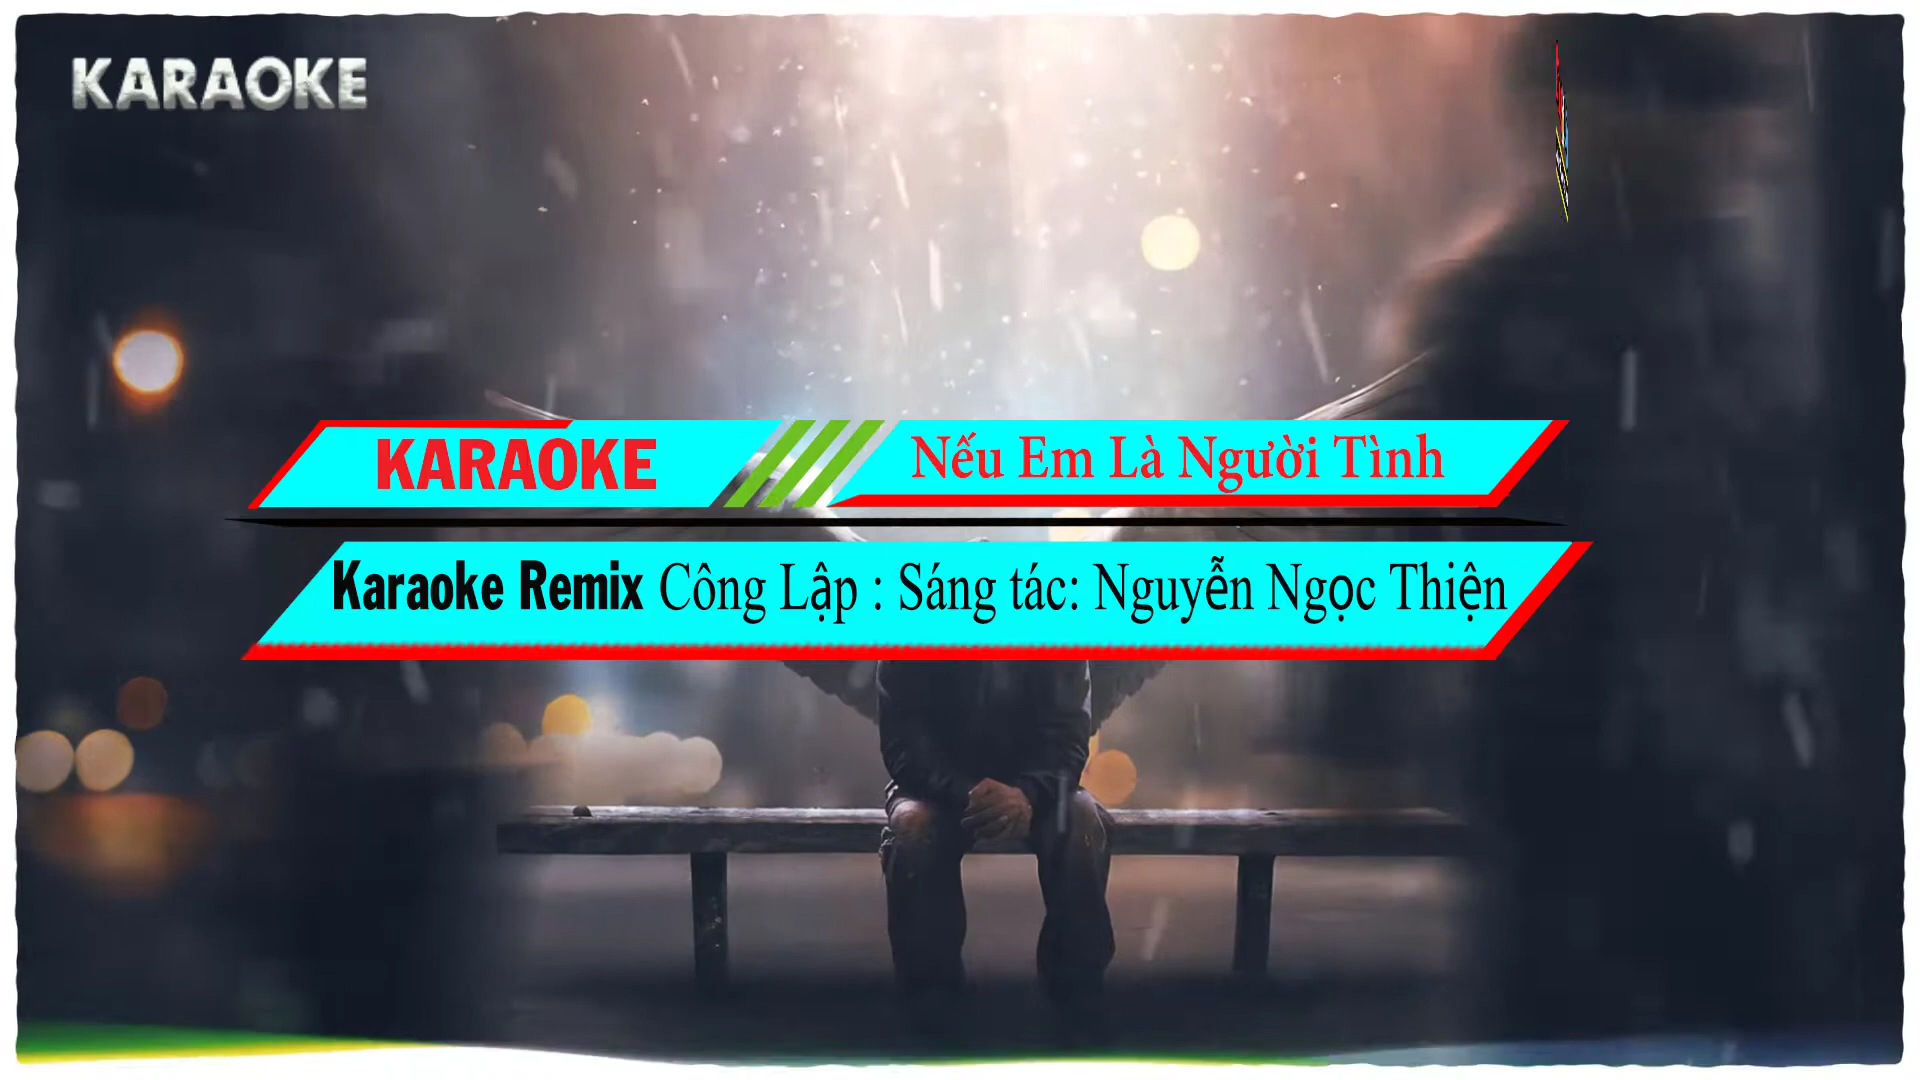 KARAOKE
KARAOKE Nếu Em Là Người Tình
Karaoke Remix Công Lập : Sáng tác: Nguyễn Ngọc Thiện